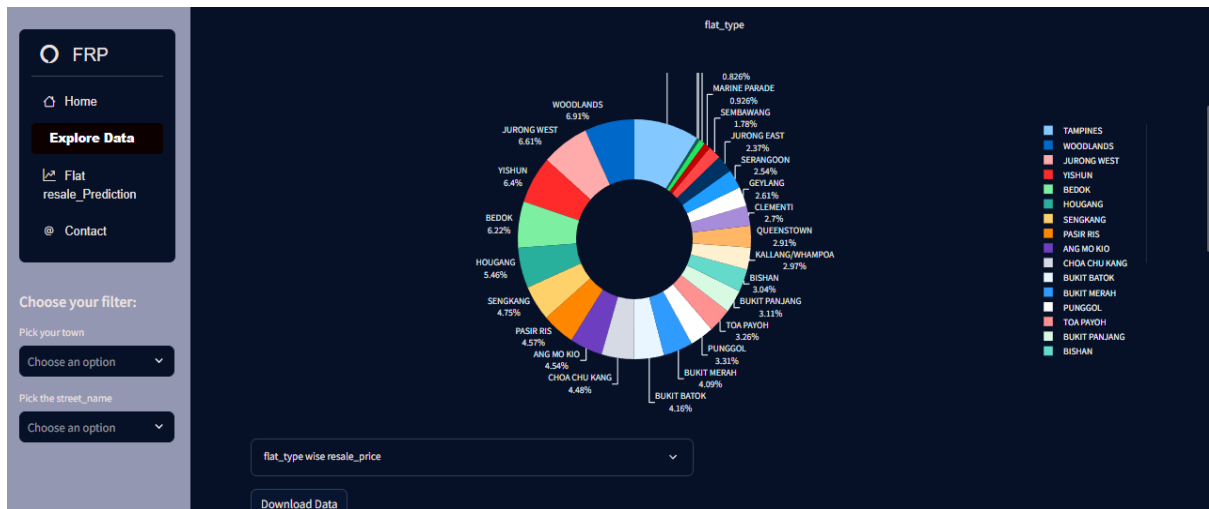 FRP
Home
Explore Data
Flat
resale_Prediction
@ Contact
Choose your filter:
Pick your town
Choose an option
Pick the street_name
Choose an option
flat_type
0.826%
MARINE PARADE
0.926%
SEMBAWANG
1.78%
JURONG EAST
2.37%
SERANGOON
2.54%
GEYLANG
2.61%
CLEMENTI
2.7%
QUEENSTOWN
2.91%
KALLANG/WHAMPOA
2.97%
BISHAN
3.04%
BUKIT PANJANG
3.11%
TOA PAYOH
3.26%
PUNGGOL
3.31%
BUKIT MERAH
4.09%
BUKIT BATOK
4.16%
CHOA CHU KANG
4.48%
ANG MO KIO
4.54%
PASIR RIS
4.57%
SENGKANG
4.75%
HOUGANG
5.46%
BEDOK
6.22%
YISHUN
6.4%
JURONG WEST
6.61%
WOODLANDS
6.91%
TAMPINES
WOODLANDS
JURONG WEST
YISHUN
BEDOK
HOUGANG
SENGKANG
PASIR RIS
ANG MO KIO
CHOA CHU KANG
BUKIT BATOK
BUKIT MERAH
PUNGGOL
TOA PAYOH
BUKIT PANJANG
BISHAN
flat_type wise resale_price
Download Data